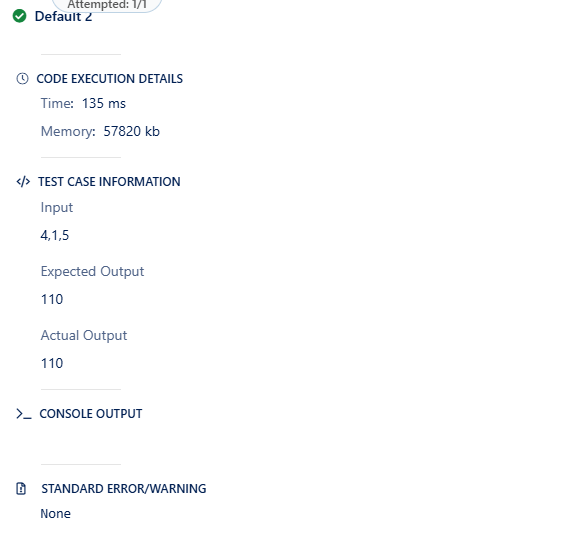 Attempted: 1/1
Default 2
CODE EXECUTION DETAILS
Time: 135 ms
Memory: 57820 kb
</> TEST CASE INFORMATION
Input
4,1,5
Expected Output
110
Actual Output
110
>_ CONSOLE OUTPUT
STANDARD ERROR/WARNING
None